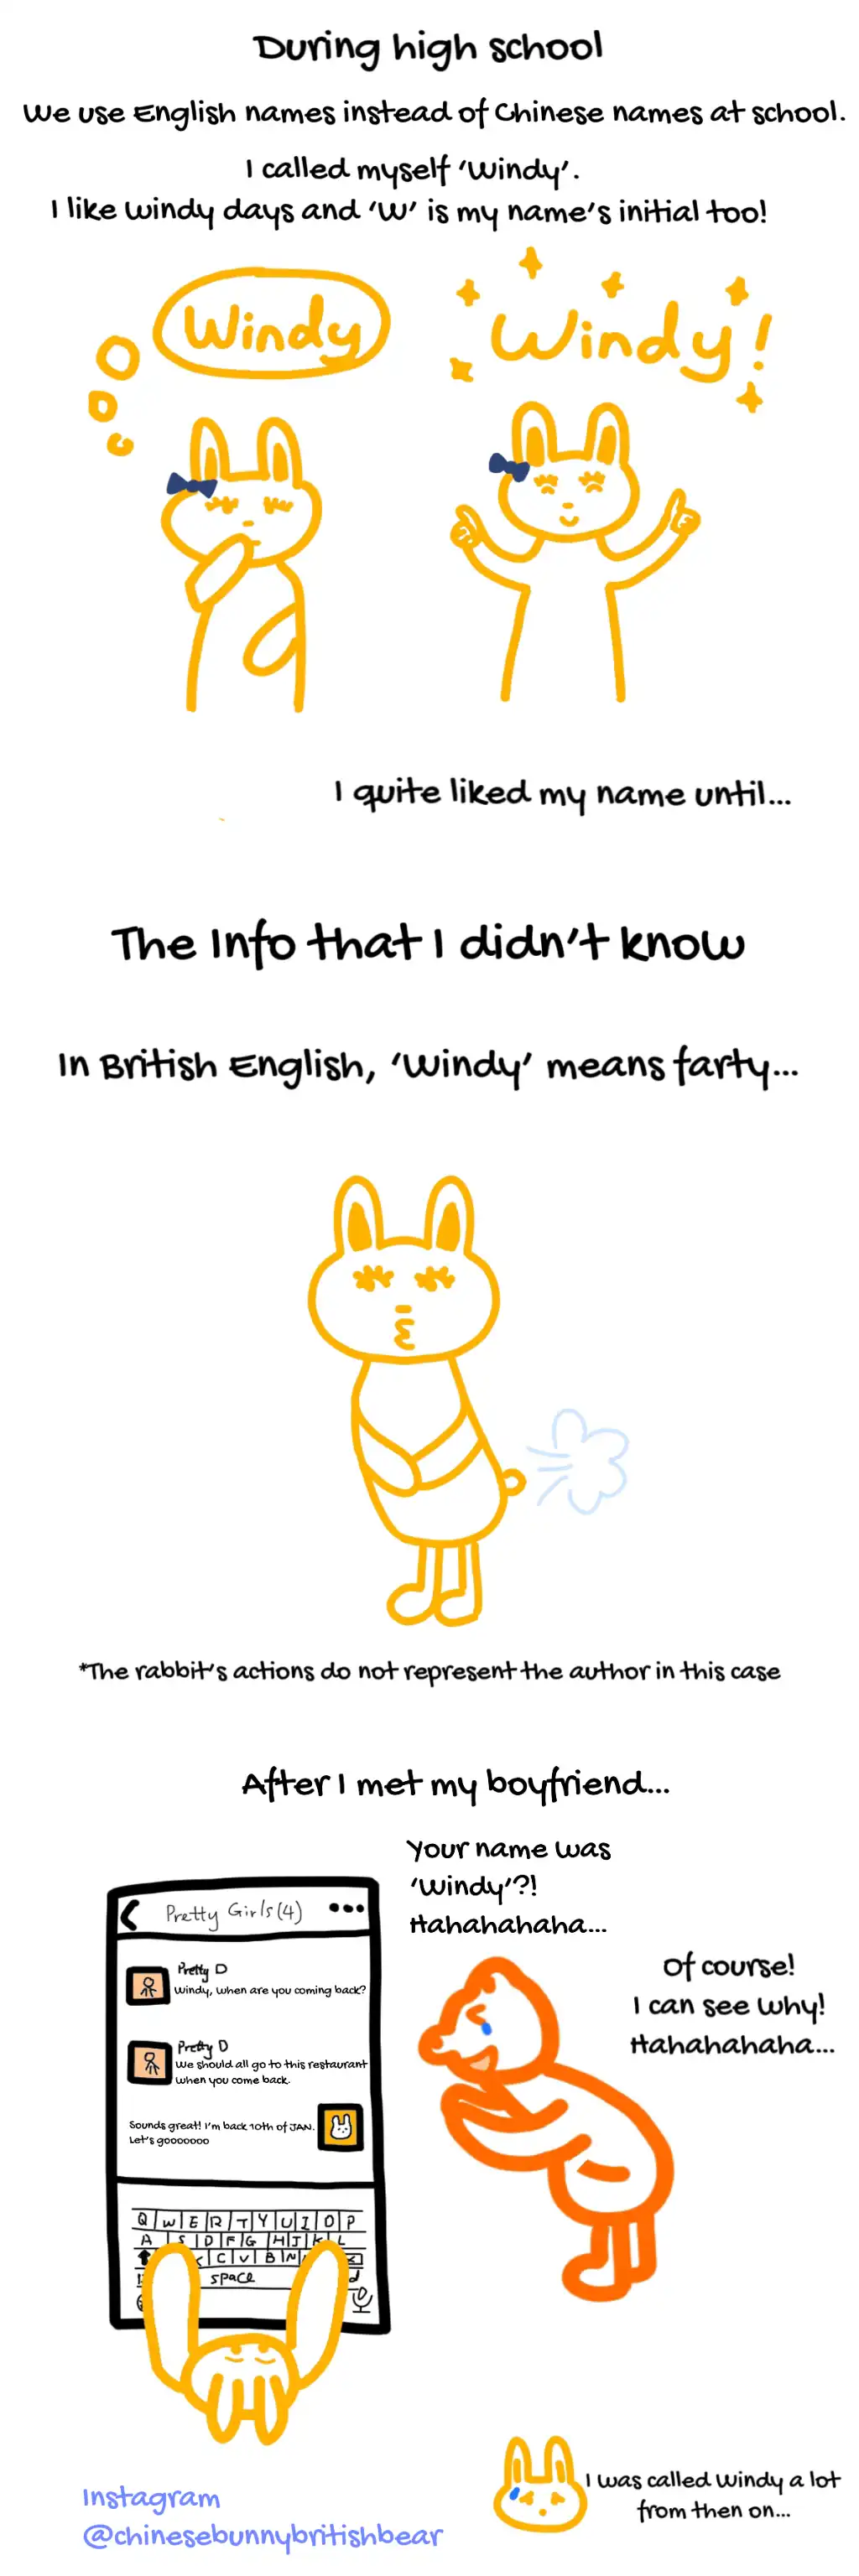 During high school
We use English names instead of Chinese names at school.
I called myself 'Windy'.
I like windy days and 'W' is my name's initial too!
Windy
Windy!
I quite liked my name until...
The Info that I didn't know
In British English, 'Windy' means farty...
*The rabbit's actions do not represent the author in this case
After I met my boyfriend...
Your name was
'Windy'?!
Hahahahaha...
Of course!
I can see why!
Hahahahaha...
Pretty Girls (4)
Pretty D
Windy, when are you coming back?
Pretty D
We should all go to this restaurant
when you come back.
Sounds great! I'm back 10th of JAN.
Let's gooooooo
Q W E R T Y U I O P
A S D F G H J K L
C V B N
space
I was called Windy a lot
from then on...
Instagram
@chinesebunnybritishbear